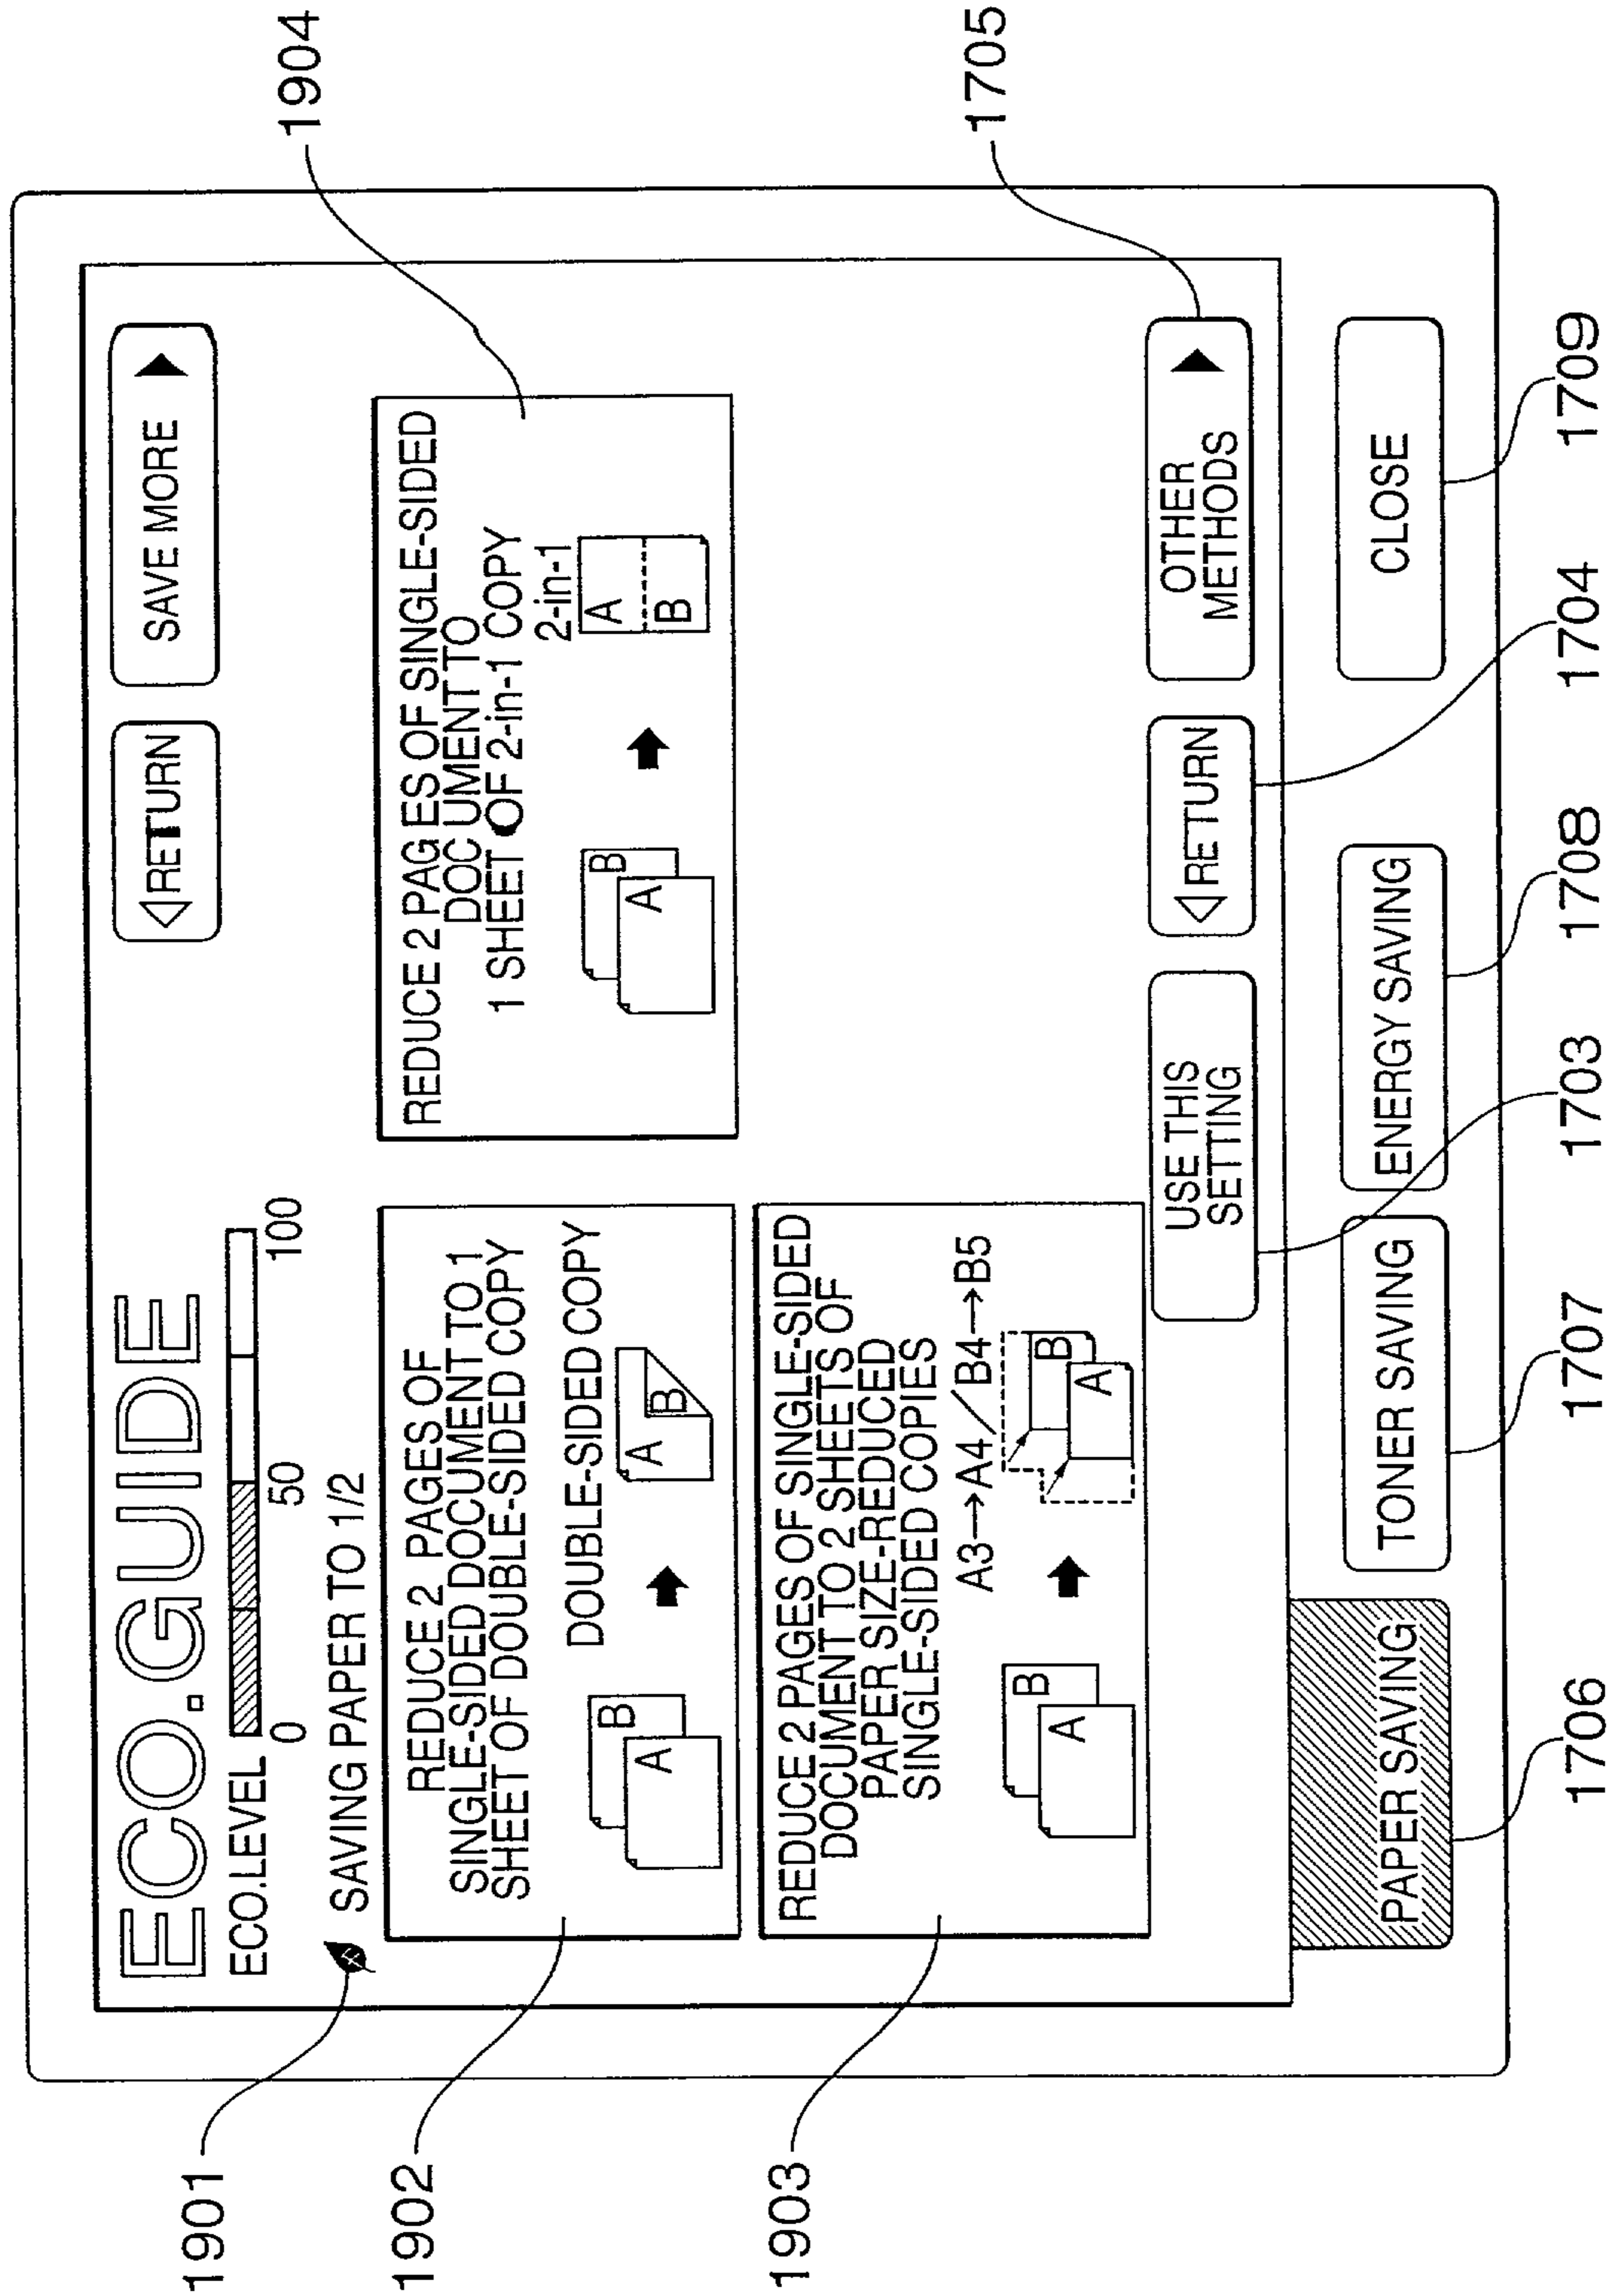 1904
1705
ECO.GUIDE
◁RETURN
SAVE MORE ▶
ECO.LEVEL
0
50
100
1901
SAVING PAPER TO 1/2
1902
REDUCE 2 PAGES OF
SINGLE-SIDED DOCUMENT TO 1
SHEET OF DOUBLE-SIDED COPY
DOUBLE-SIDED COPY
B
A
A
B
REDUCE 2 PAG ES OF SINGLE-SIDED
DOC UMENT TO
1 SHEET OF 2-in-1 COPY
2-in-1
B
A
A
B
1903
REDUCE 2 PAGES OF SINGLE-SIDED
DOCUMENT TO 2 SHEETS OF
PAPER SIZE-REDUCED
SINGLE-SIDED COPIES
A3→A4/B4→B5
B
A
B
A
USE THIS
SETTING
◁RETURN
OTHER
METHODS ▶
PAPER SAVING
TONER SAVING
ENERGY SAVING
CLOSE
1706
1707
1703
1708
1704
1709